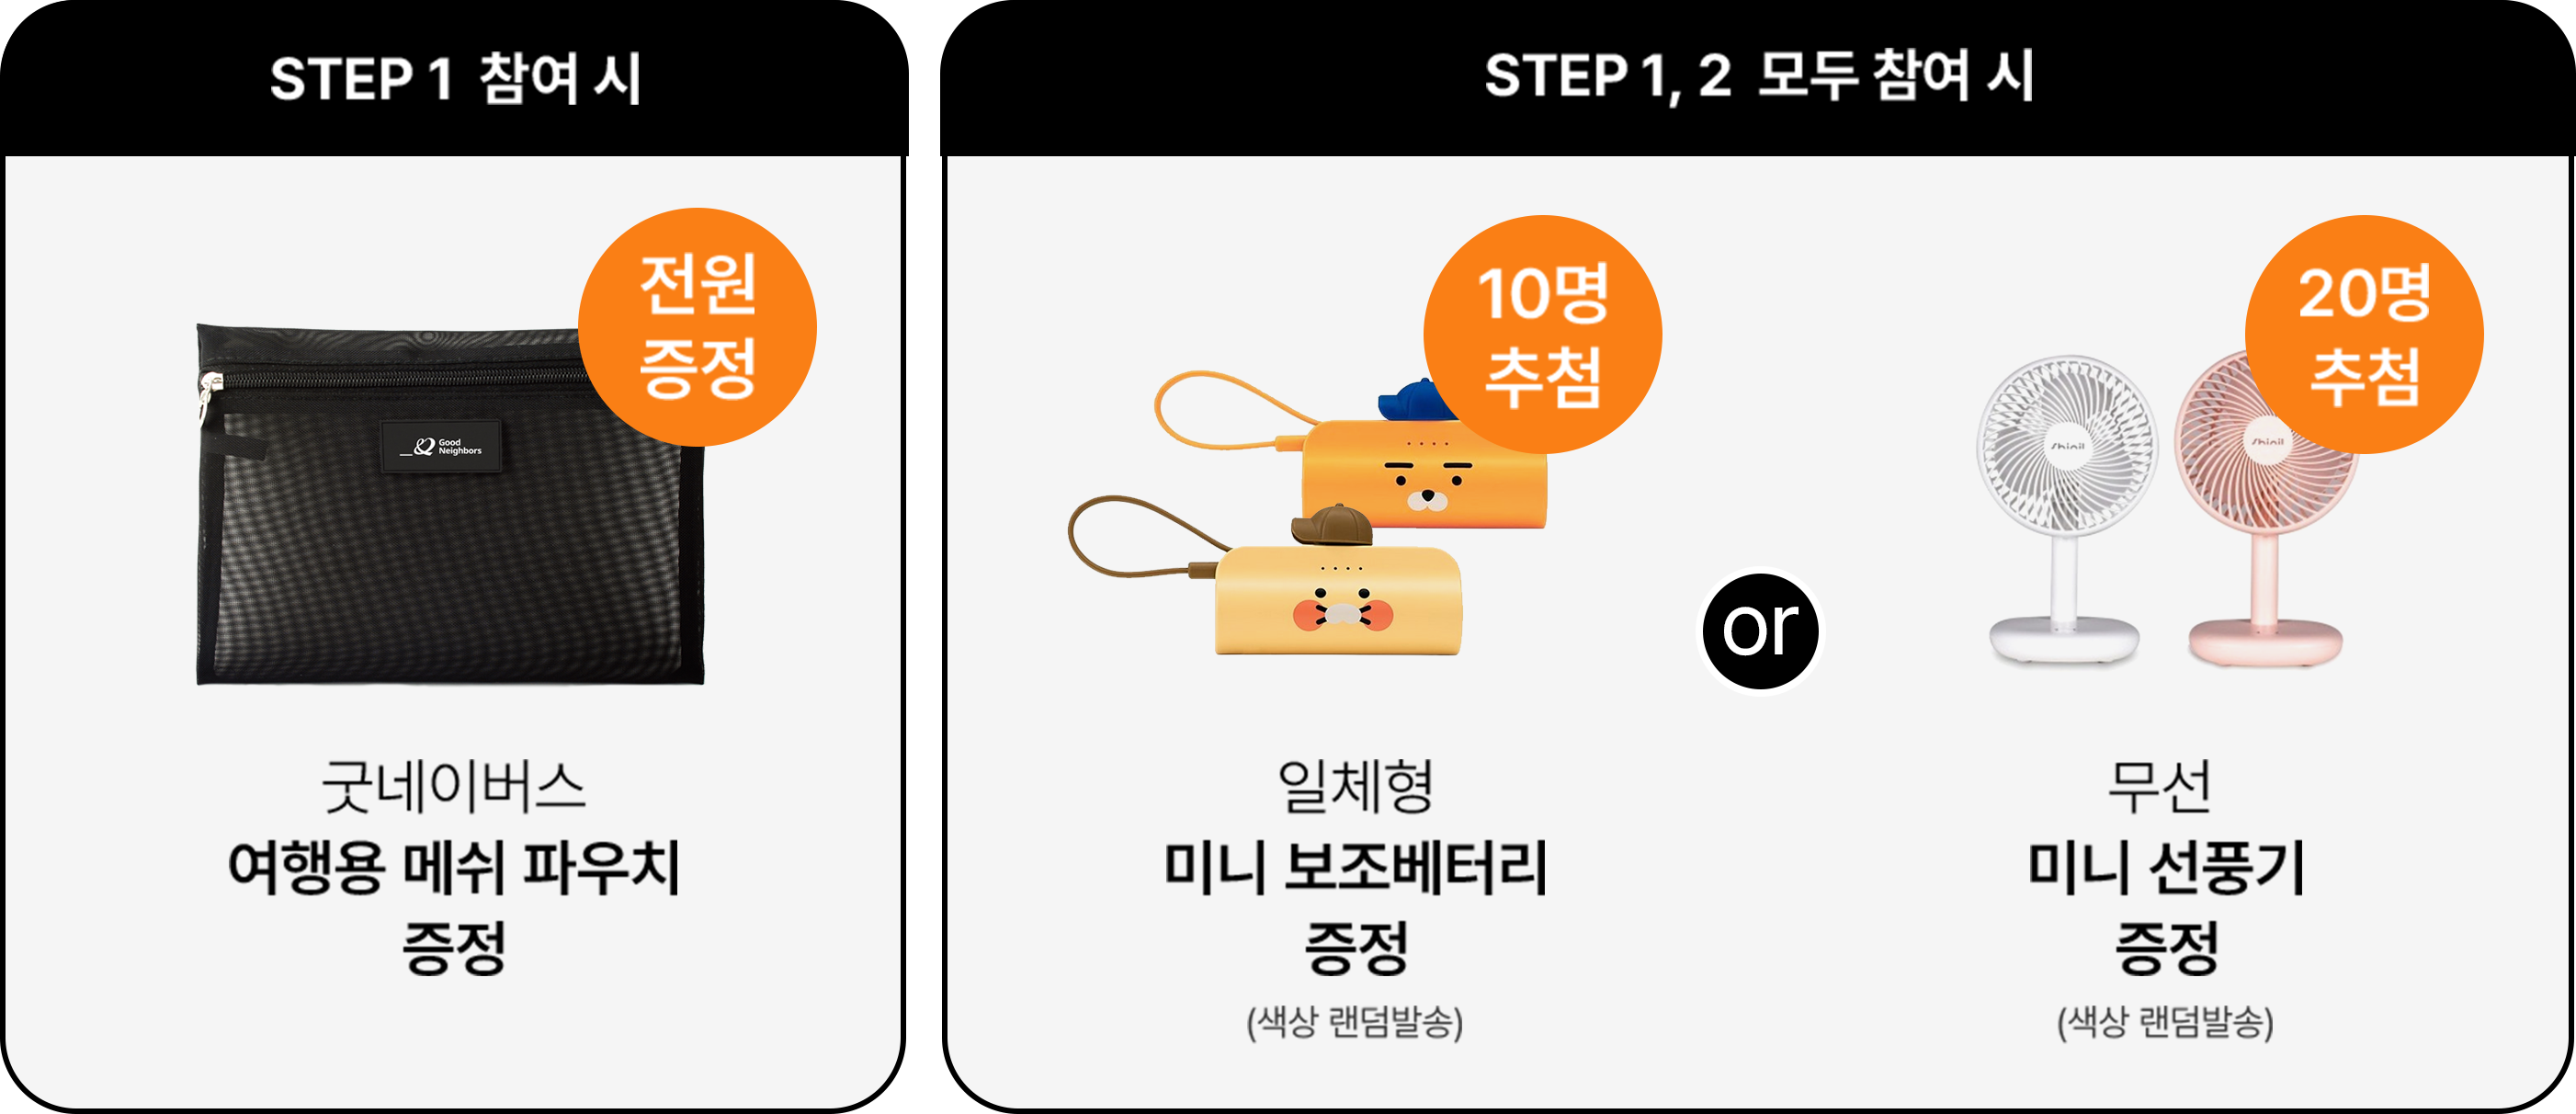 STEP 1 참여 시
전원
증정
Good
Neighbors
굿네이버스
여행용 메쉬 파우치
증정
STEP 1, 2 모두 참여 시
10명
추첨
일체형
미니 보조베터리
증정
(색상 랜덤발송)
or
20명
추첨
Shinil
Shinil
무선
미니 선풍기
증정
(색상 랜덤발송)